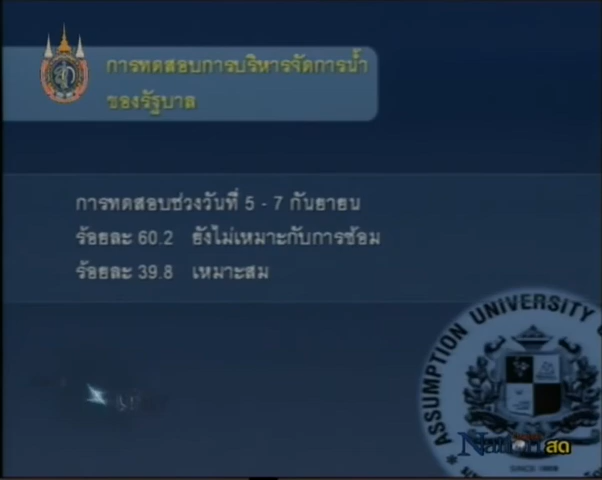 การทดสอบการบริหารจัดการน้ำ
ของรัฐบาล
การทดสอบช่วงวันที่ 5 - 7 กันยายน
ร้อยละ 60.2 ยังไม่เหมาะกับการซ้อม
ร้อยละ 39.8 เหมาะสม
ASSUMPTION UNIVERSITY
SINCE 1969
Nation สด